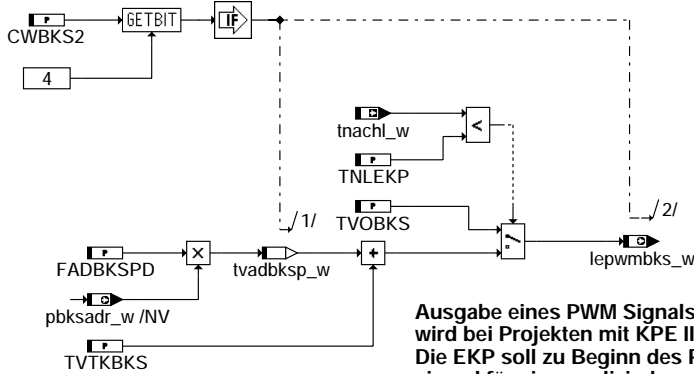 CWBKS2
P
GETBIT
IF
4
tnachl_w
P
TNLEKP
<
1/
P
TVOBKS
2/
P
FADBKSPD
X
tvadbksp_w
+
lepwmbks_w
pbksadr_w /NV
P
TVTKBKS
Ausgabe eines PWM Signals
wird bei Projekten mit KPE II
Die EKP soll zu Beginn des